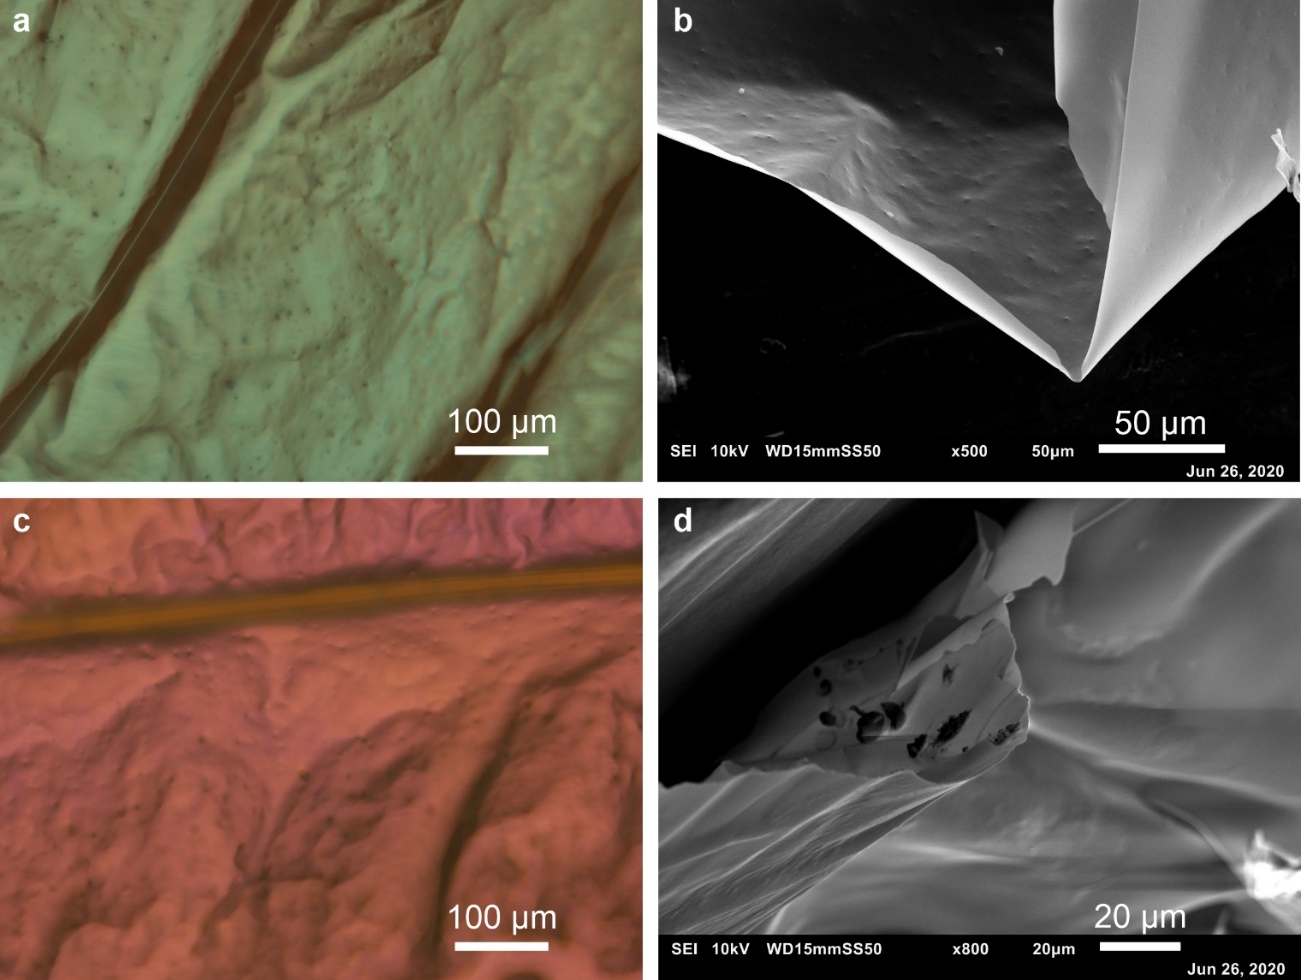 a
100 µm
b
50 µm
SEI 10kV WD15mmSS50 x500 50µm
Jun 26, 2020
c
100 µm
d
20 µm
SEI 10kV WD15mmSS50 x800 20µm
Jun 26, 2020